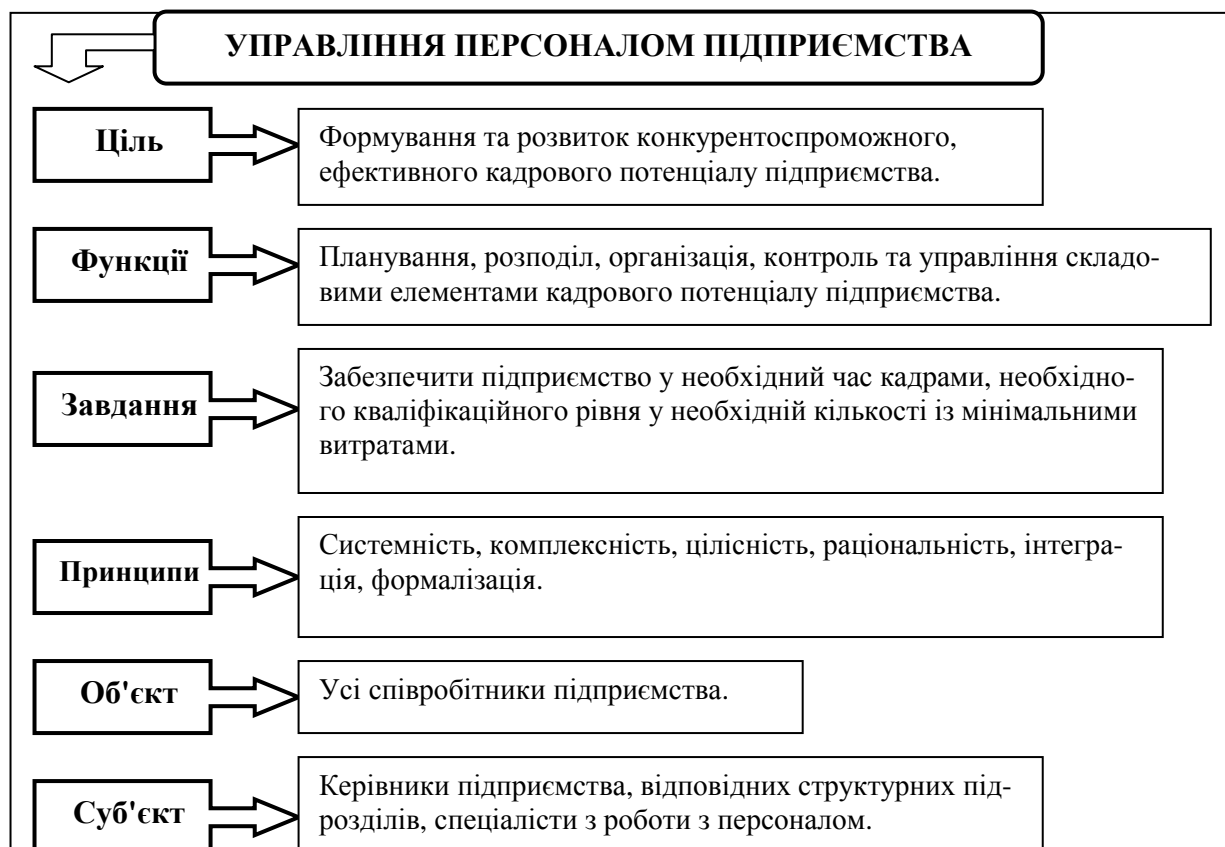 УПРАВЛІННЯ ПЕРСОНАЛОМ ПІДПРИЄМСТВА
Ціль
Формування та розвиток конкурентоспроможного,
ефективного кадрового потенціалу підприємства.
Функції
Планування, розподіл, організація, контроль та управління складо-
вими елементами кадрового потенціалу підприємства.
Завдання
Забезпечити підприємство у необхідний час кадрами, необхідно-
го кваліфікаційного рівня у необхідній кількості із мінімальними
витратами.
Принципи
Системність, комплексність, цілісність, раціональність, інтегра-
ція, формалізація.
Об'єкт
Усі співробітники підприємства.
Суб'єкт
Керівники підприємства, відповідних структурних під-
розділів, спеціалісти з роботи з персоналом.